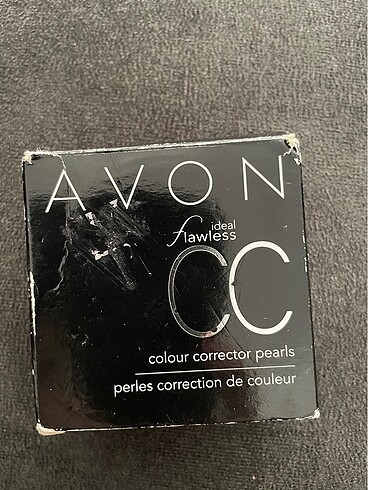 AVON
ideal
flawless
CC
colour corrector pearls
perles correction de couleur